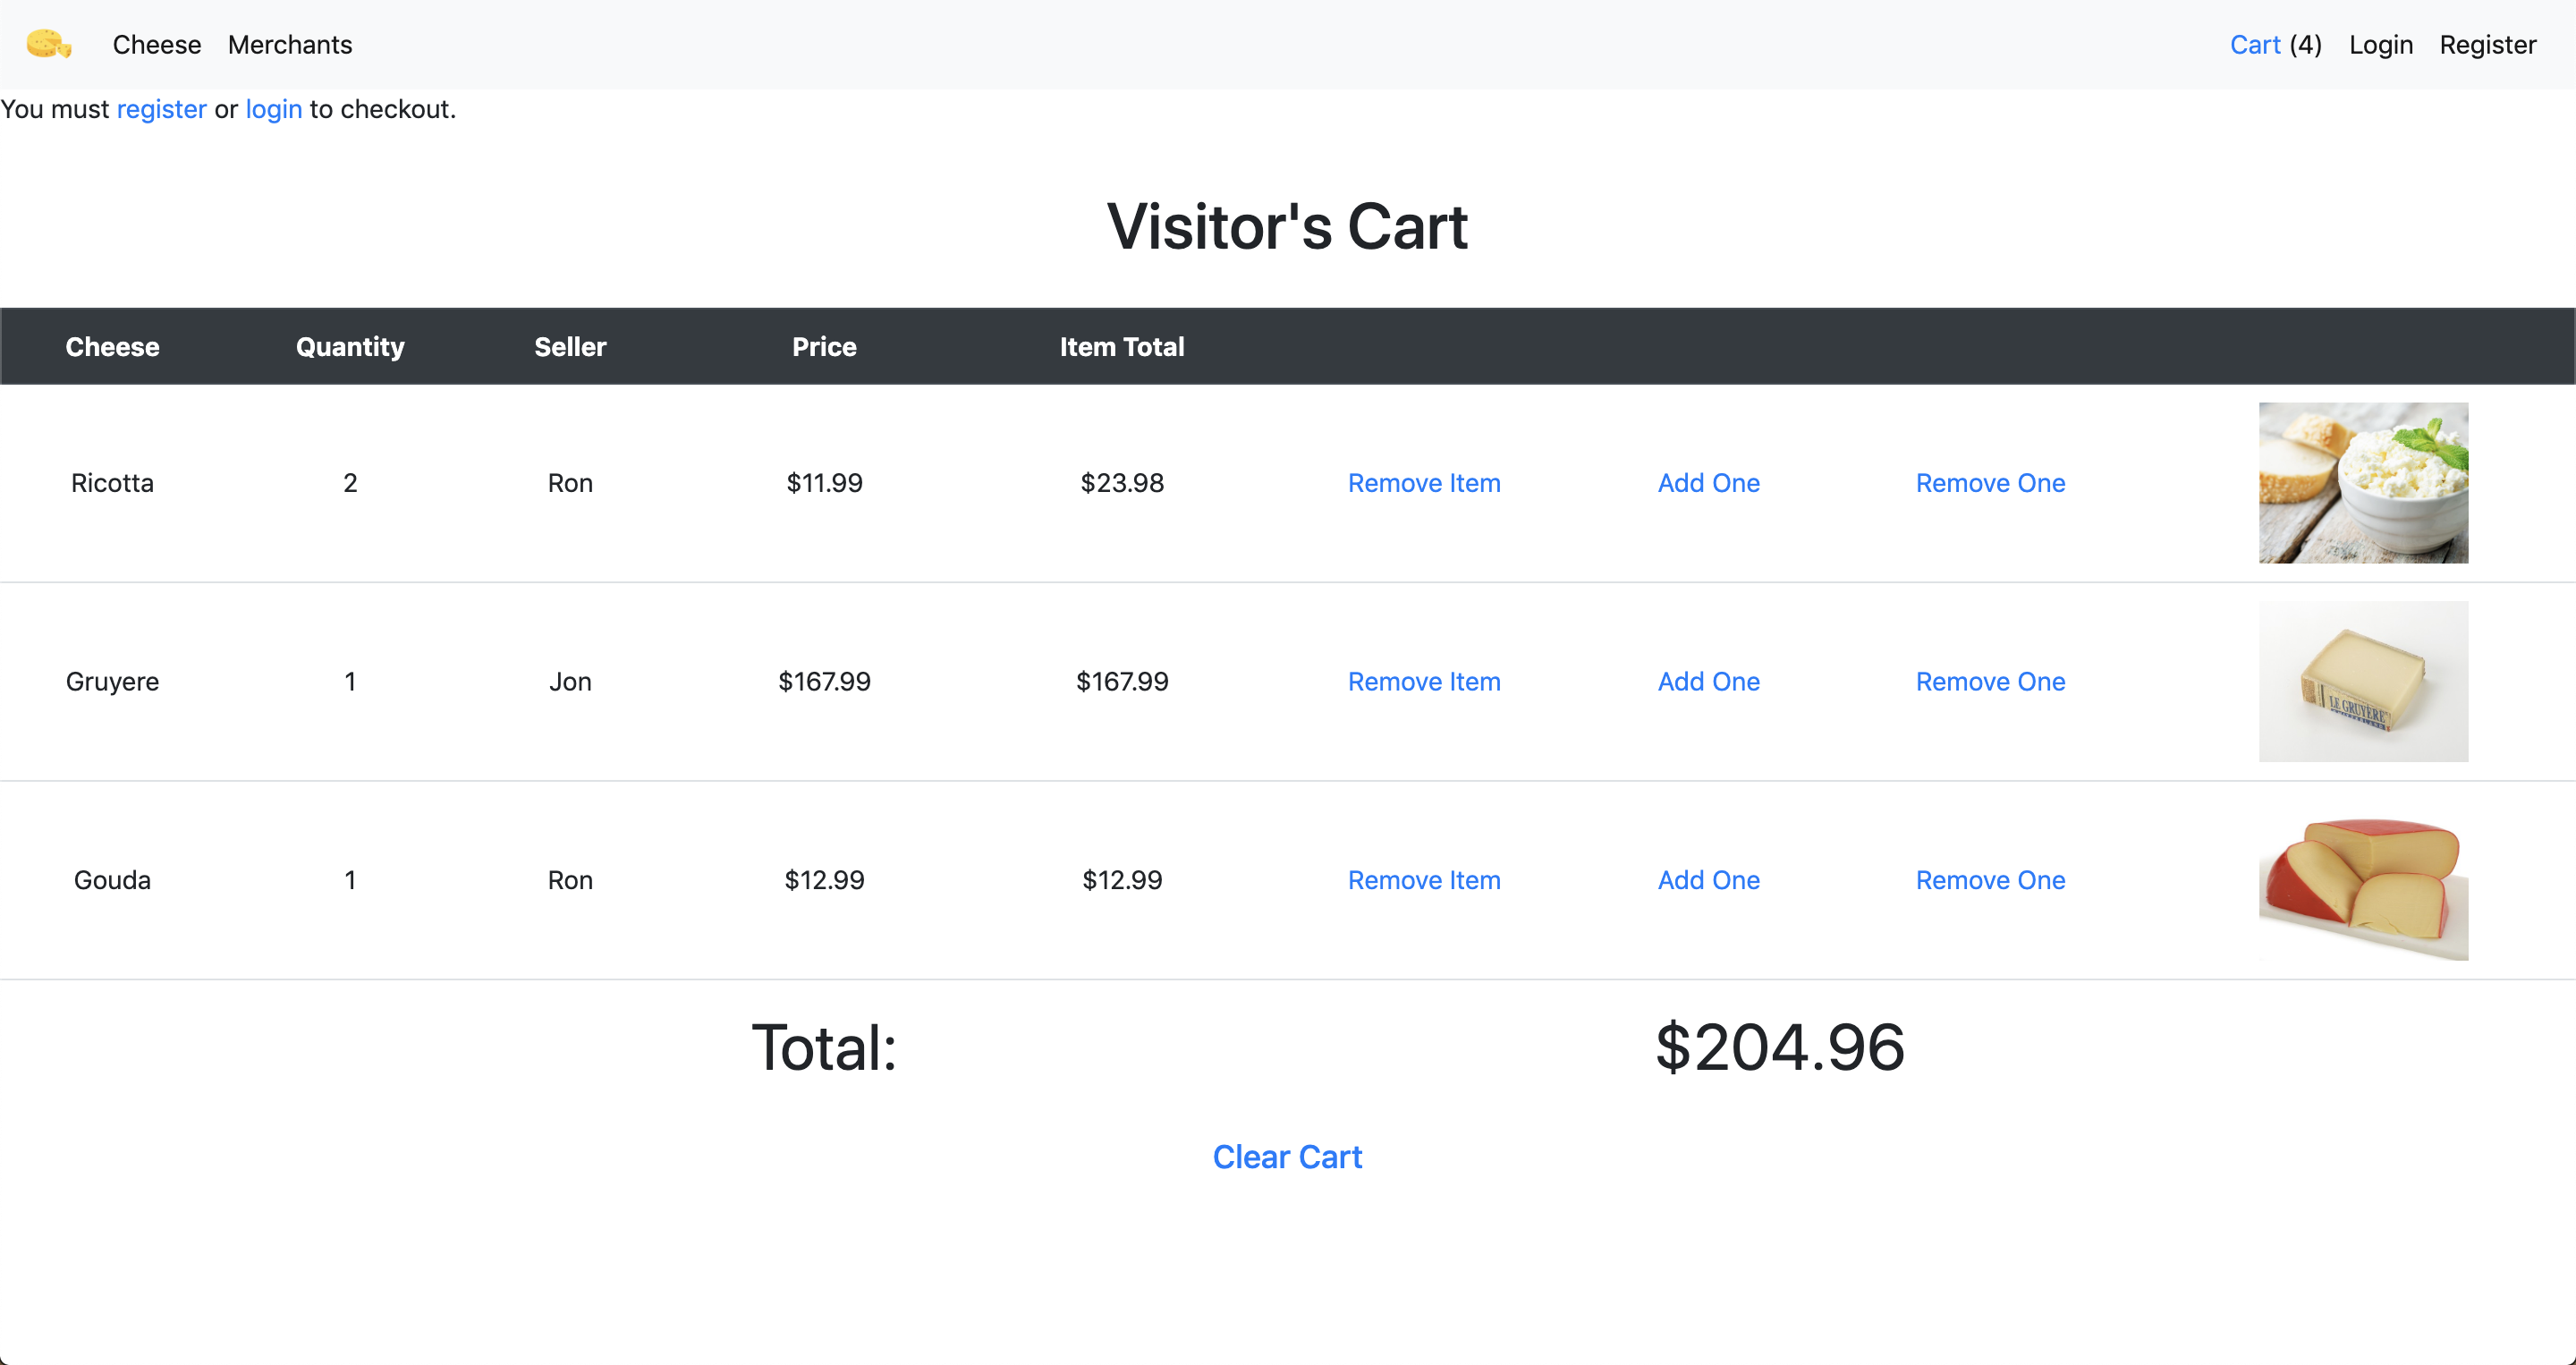 Cheese Merchants Cart (4) Login Register
You must register or login to checkout.
Visitor's Cart
Cheese Quantity Seller Price Item Total
Ricotta 2 Ron $11.99 $23.98 Remove Item Add One Remove One
Gruyere 1 Jon $167.99 $167.99 Remove Item Add One Remove One
LE GRUYERE
Gouda 1 Ron $12.99 $12.99 Remove Item Add One Remove One
Total: $204.96
Clear Cart